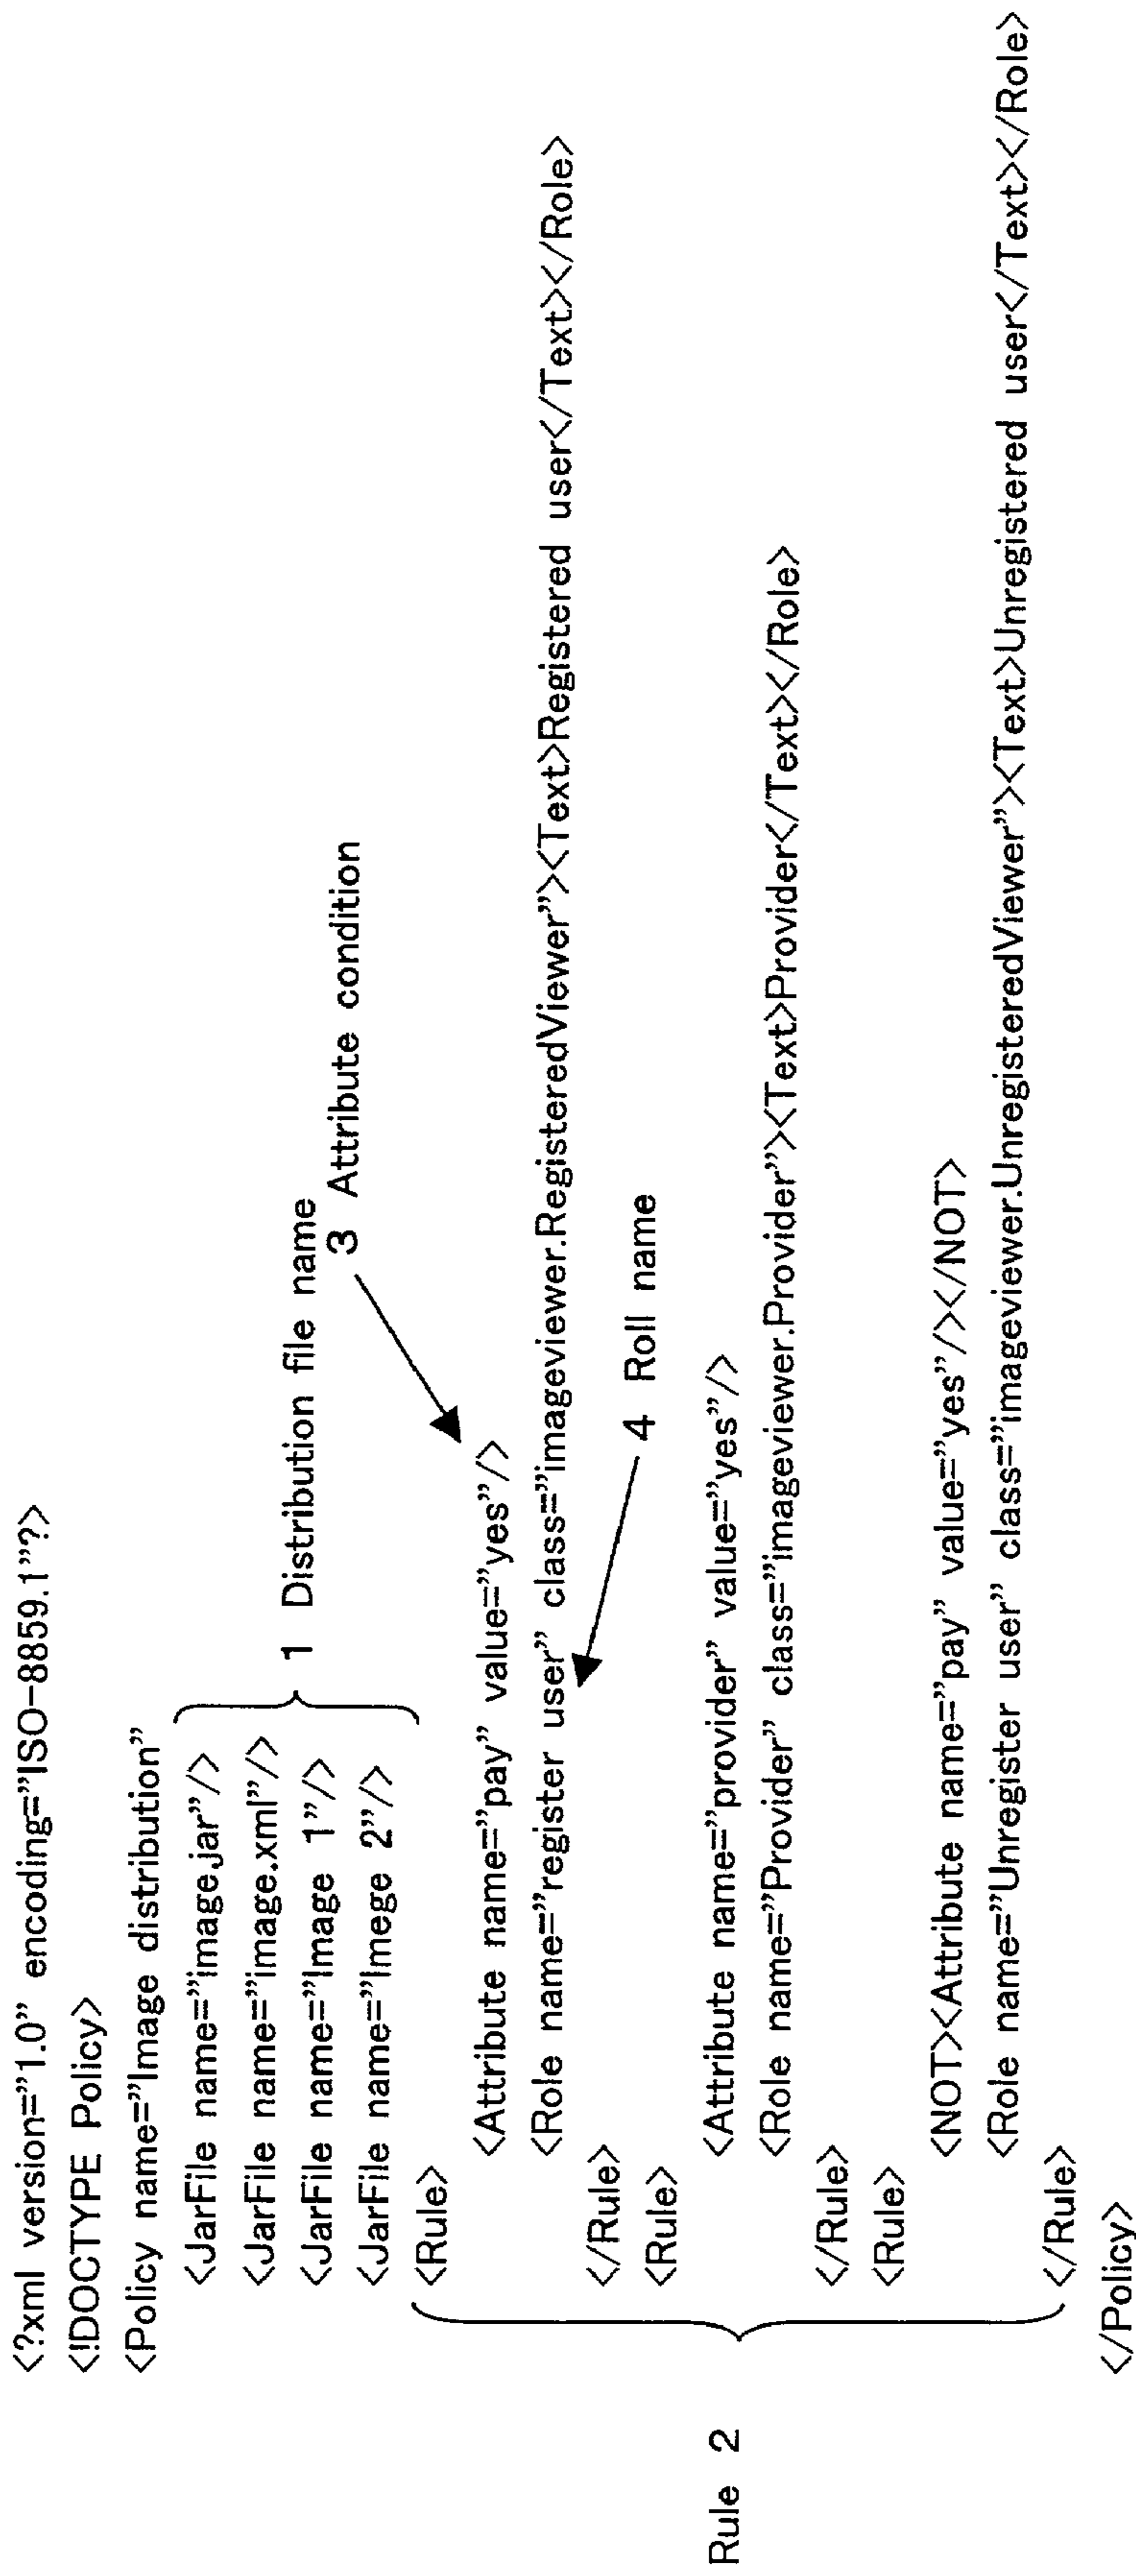 <?xml version="1.0" encoding="ISO-8859.1"?>
<!DOCTYPE Policy>
<Policy name="Image distribution"
<JarFile name="image.jar"/>
<JarFile name="image.xml"/>
<JarFile name="Image 1"/>
<JarFile name="Imege 2"/>
1 Distribution file name
3 Attribute condition
<Rule>
<Attribute name="pay" value="yes"/>
<Role name="register user" class="imageviewer.RegisteredViewer"><Text>Registered user</Text></Role>
</Rule>
4 Roll name
<Rule>
<Attribute name="provider" value="yes"/>
<Role name="Provider" class="imageviewer.Provider"><Text>Provider</Text></Role>
</Rule>
<Rule>
<NOT><Attribute name="pay" value="yes"/></NOT>
<Role name="Unregister user" class="imageviewer.UnregisteredViewer"><Text>Unregistered user</Text></Role>
</Rule>
Rule 2
</Policy>